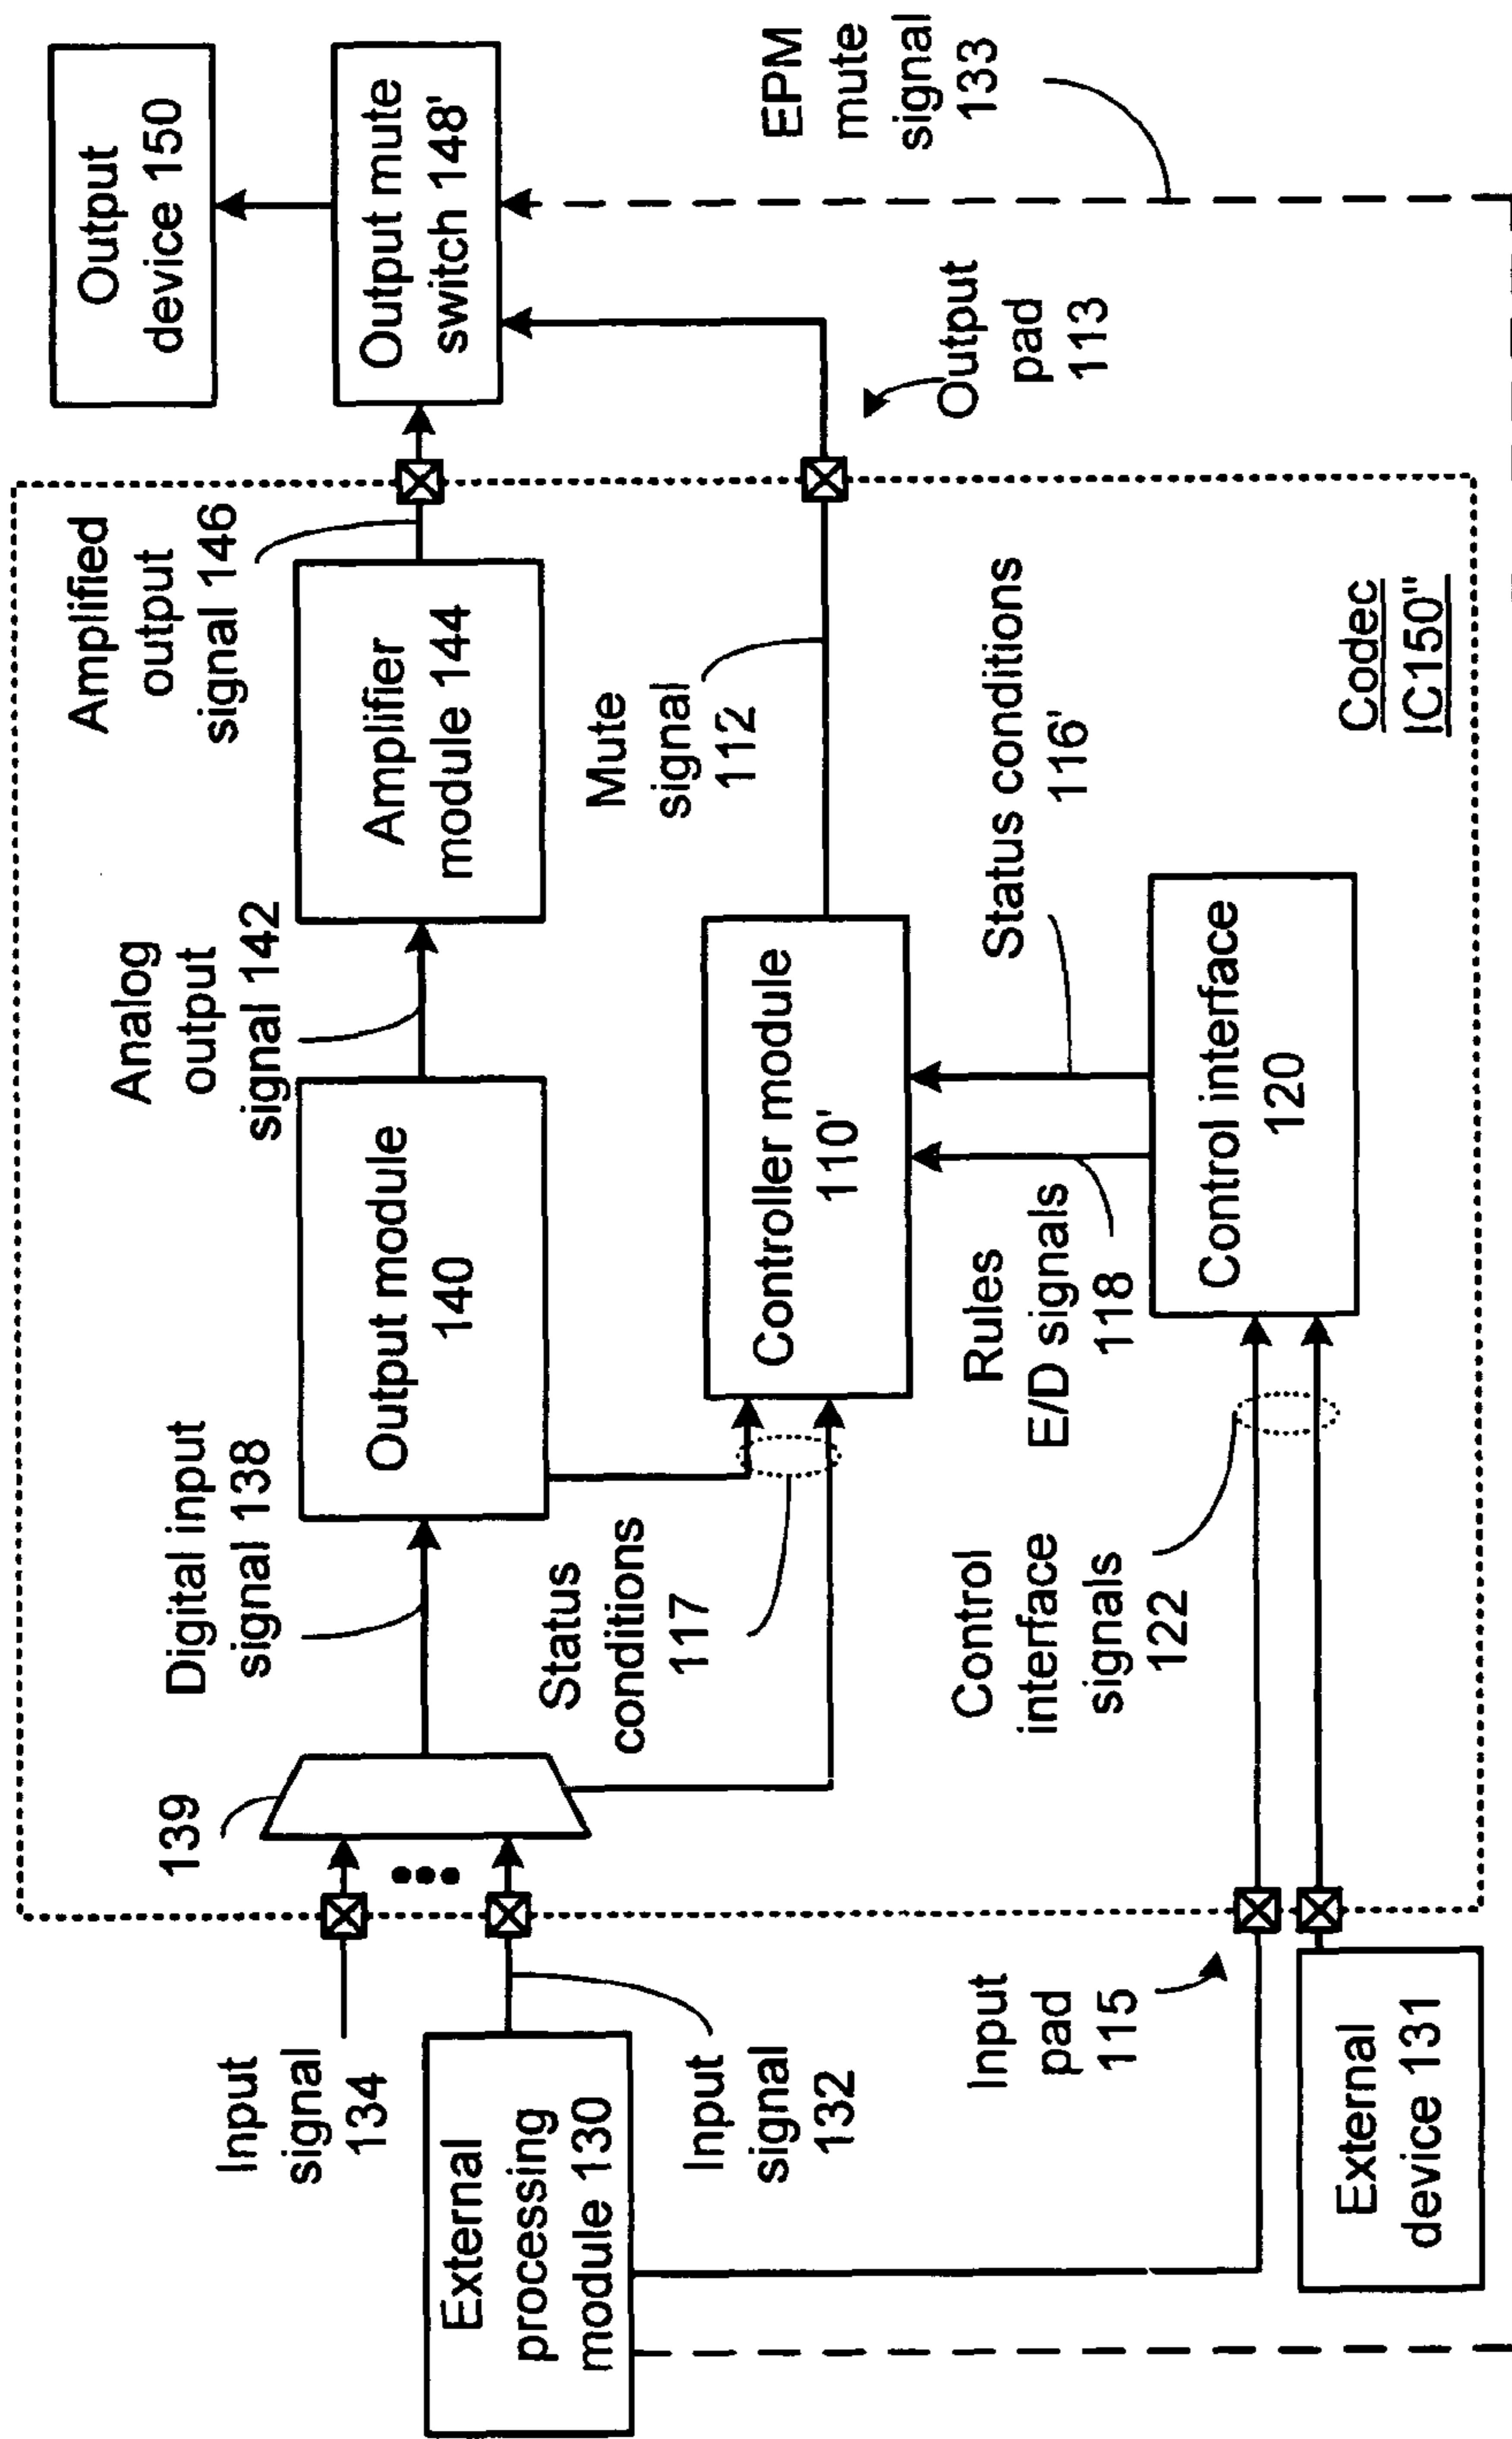 Output
device 150
Output mute
switch 148'
EPM
mute
signal
133
Amplified
output
signal 146
Output
pad
113
Amplifier
module 144
Mute
signal
112
Analog
output
signal 142
Status conditions
116'
Codec
IC150"
Output module
140
Controller module
110'
Rules
E/D signals
118
Control interface
120
Digital input
signal 138
Status
conditions
117
Control
interface
signals
122
139
Input
signal
134
External
processing
module 130
Input
signal
132
Input
pad
115
External
device 131